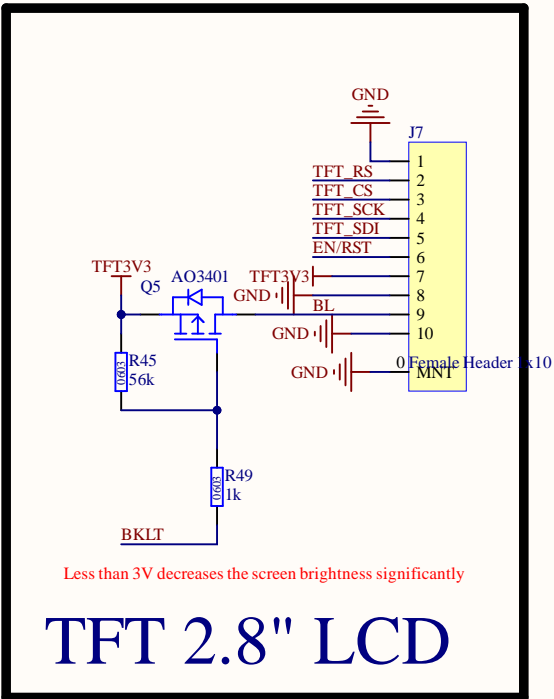 GND
J7
1
TFT_RS 2
TFT_CS 3
TFT_SCK 4
TFT_SDI 5
EN/RST 6
TFT3V3 AO3401 TFT3V3 7
Q5 GND 8
BL 9
GND 10
R45 0 Female Header 1x10
0603 GND MNT
56k
R49
0603
1k
BKLT
Less than 3V decreases the screen brightness significantly
TFT 2.8" LCD